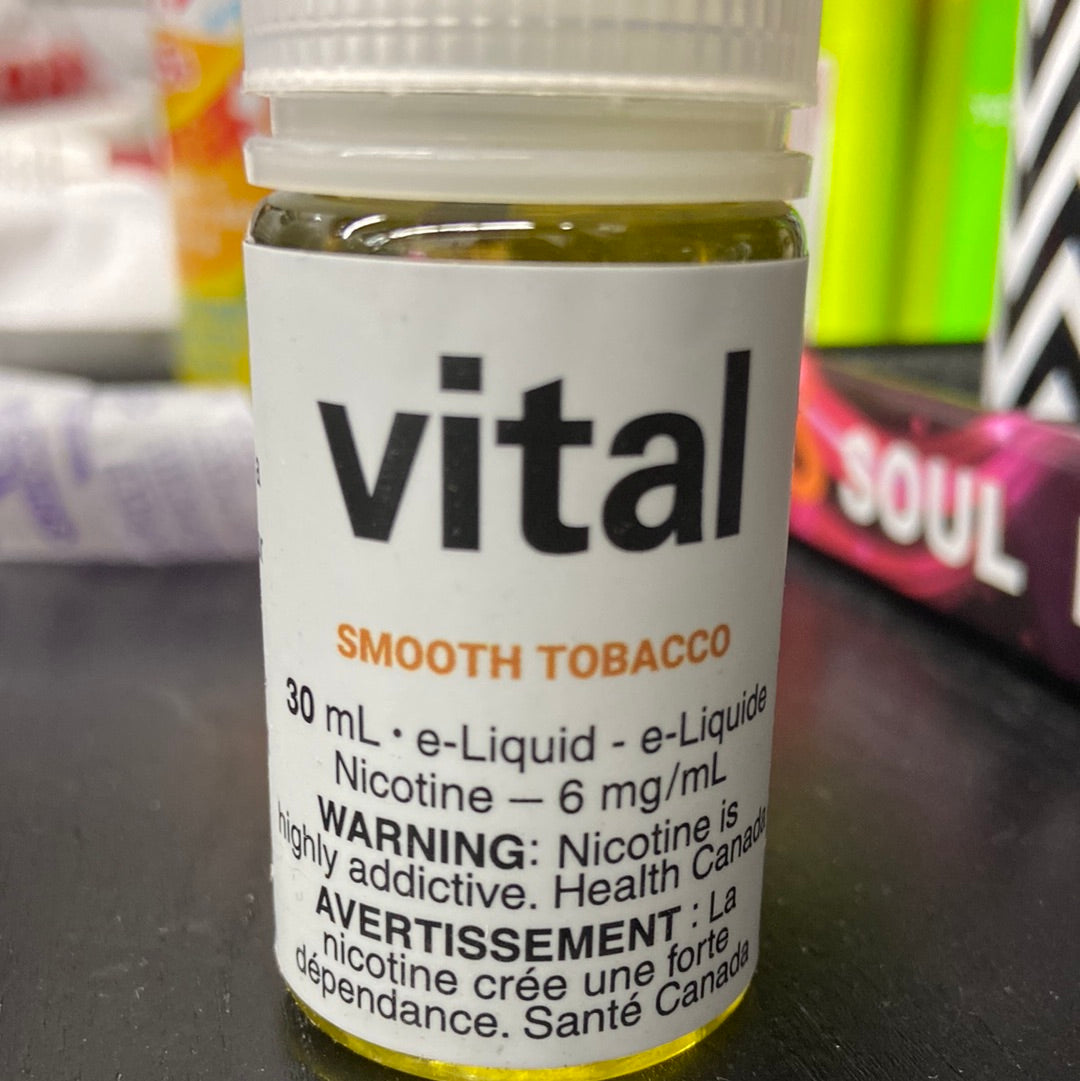 vital
SMOOTH TOBACCO
30 mL · e-Liquid - e-Liquide
Nicotine – 6 mg/mL
WARNING: Nicotine is
highly addictive. Health Canada
AVERTISSEMENT : La
nicotine crée une forte
dépendance. Santé Canada
SOUL